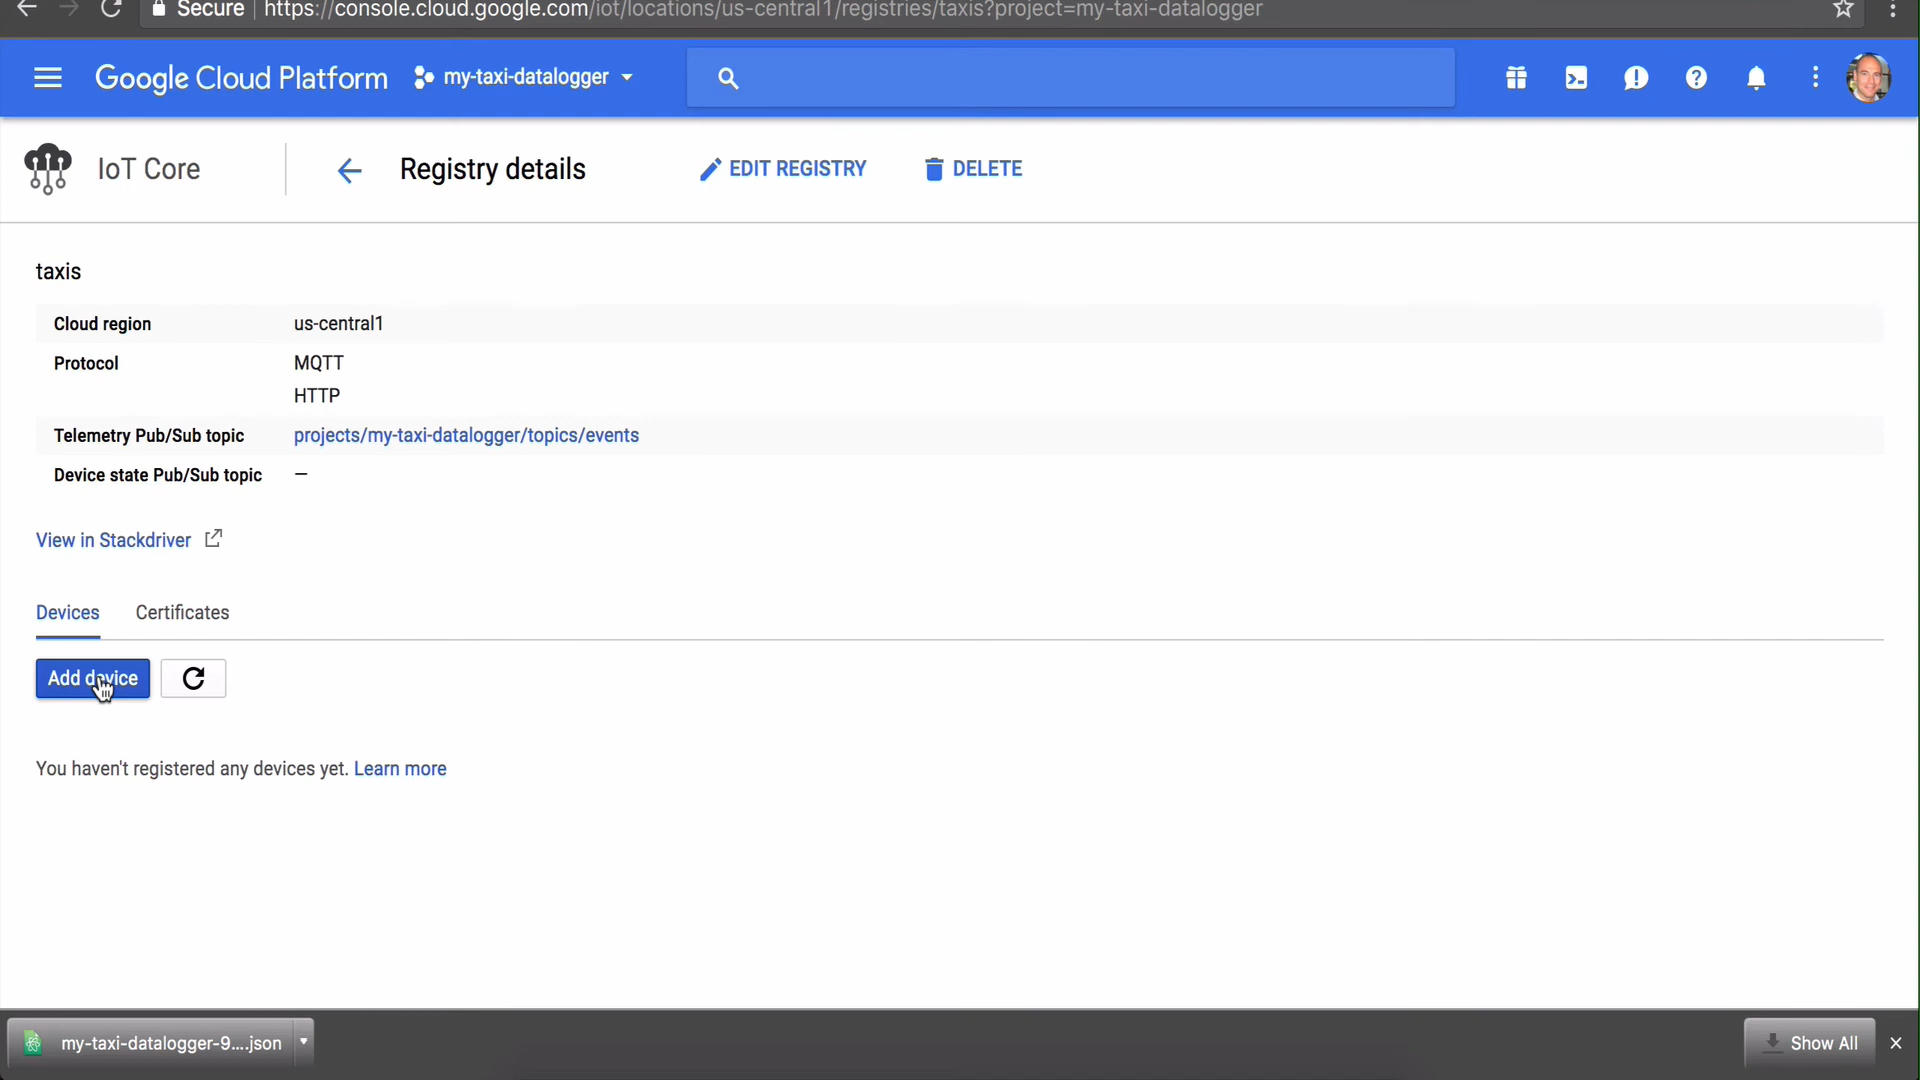 Secure https://console.cloud.google.com/iot/locations/us-central1/registries/taxis?project=my-taxi-datalogger
Google Cloud Platform my-taxi-datalogger
IoT Core Registry details EDIT REGISTRY DELETE
taxis
Cloud region us-central1
Protocol MQTT
HTTP
Telemetry Pub/Sub topic projects/my-taxi-datalogger/topics/events
Device state Pub/Sub topic —
View in Stackdriver
Devices Certificates
Add device
You haven't registered any devices yet. Learn more
my-taxi-datalogger-9....json Show All